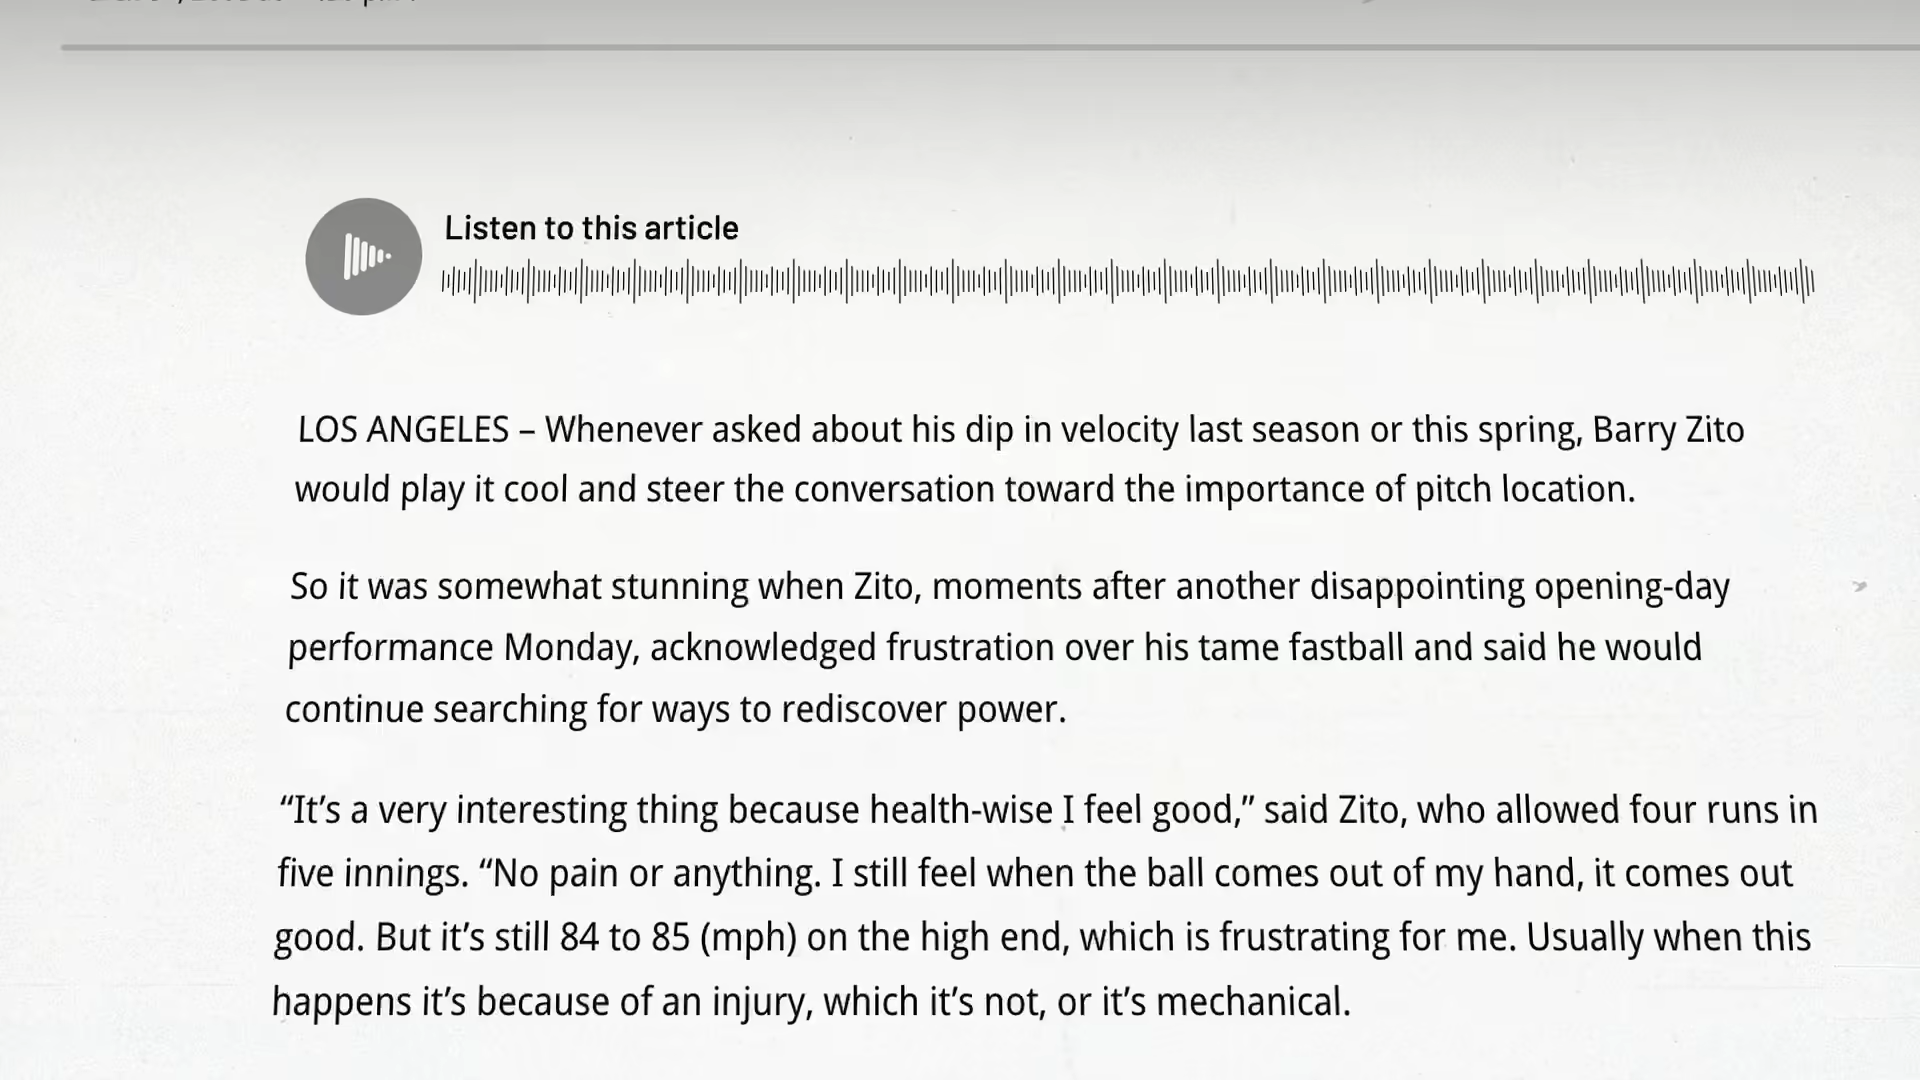 Listen to this article
LOS ANGELES – Whenever asked about his dip in velocity last season or this spring, Barry Zito
would play it cool and steer the conversation toward the importance of pitch location.
So it was somewhat stunning when Zito, moments after another disappointing opening-day
performance Monday, acknowledged frustration over his tame fastball and said he would
continue searching for ways to rediscover power.
“It’s a very interesting thing because health-wise I feel good,” said Zito, who allowed four runs in
five innings. “No pain or anything. I still feel when the ball comes out of my hand, it comes out
good. But it’s still 84 to 85 (mph) on the high end, which is frustrating for me. Usually when this
happens it’s because of an injury, which it’s not, or it’s mechanical.